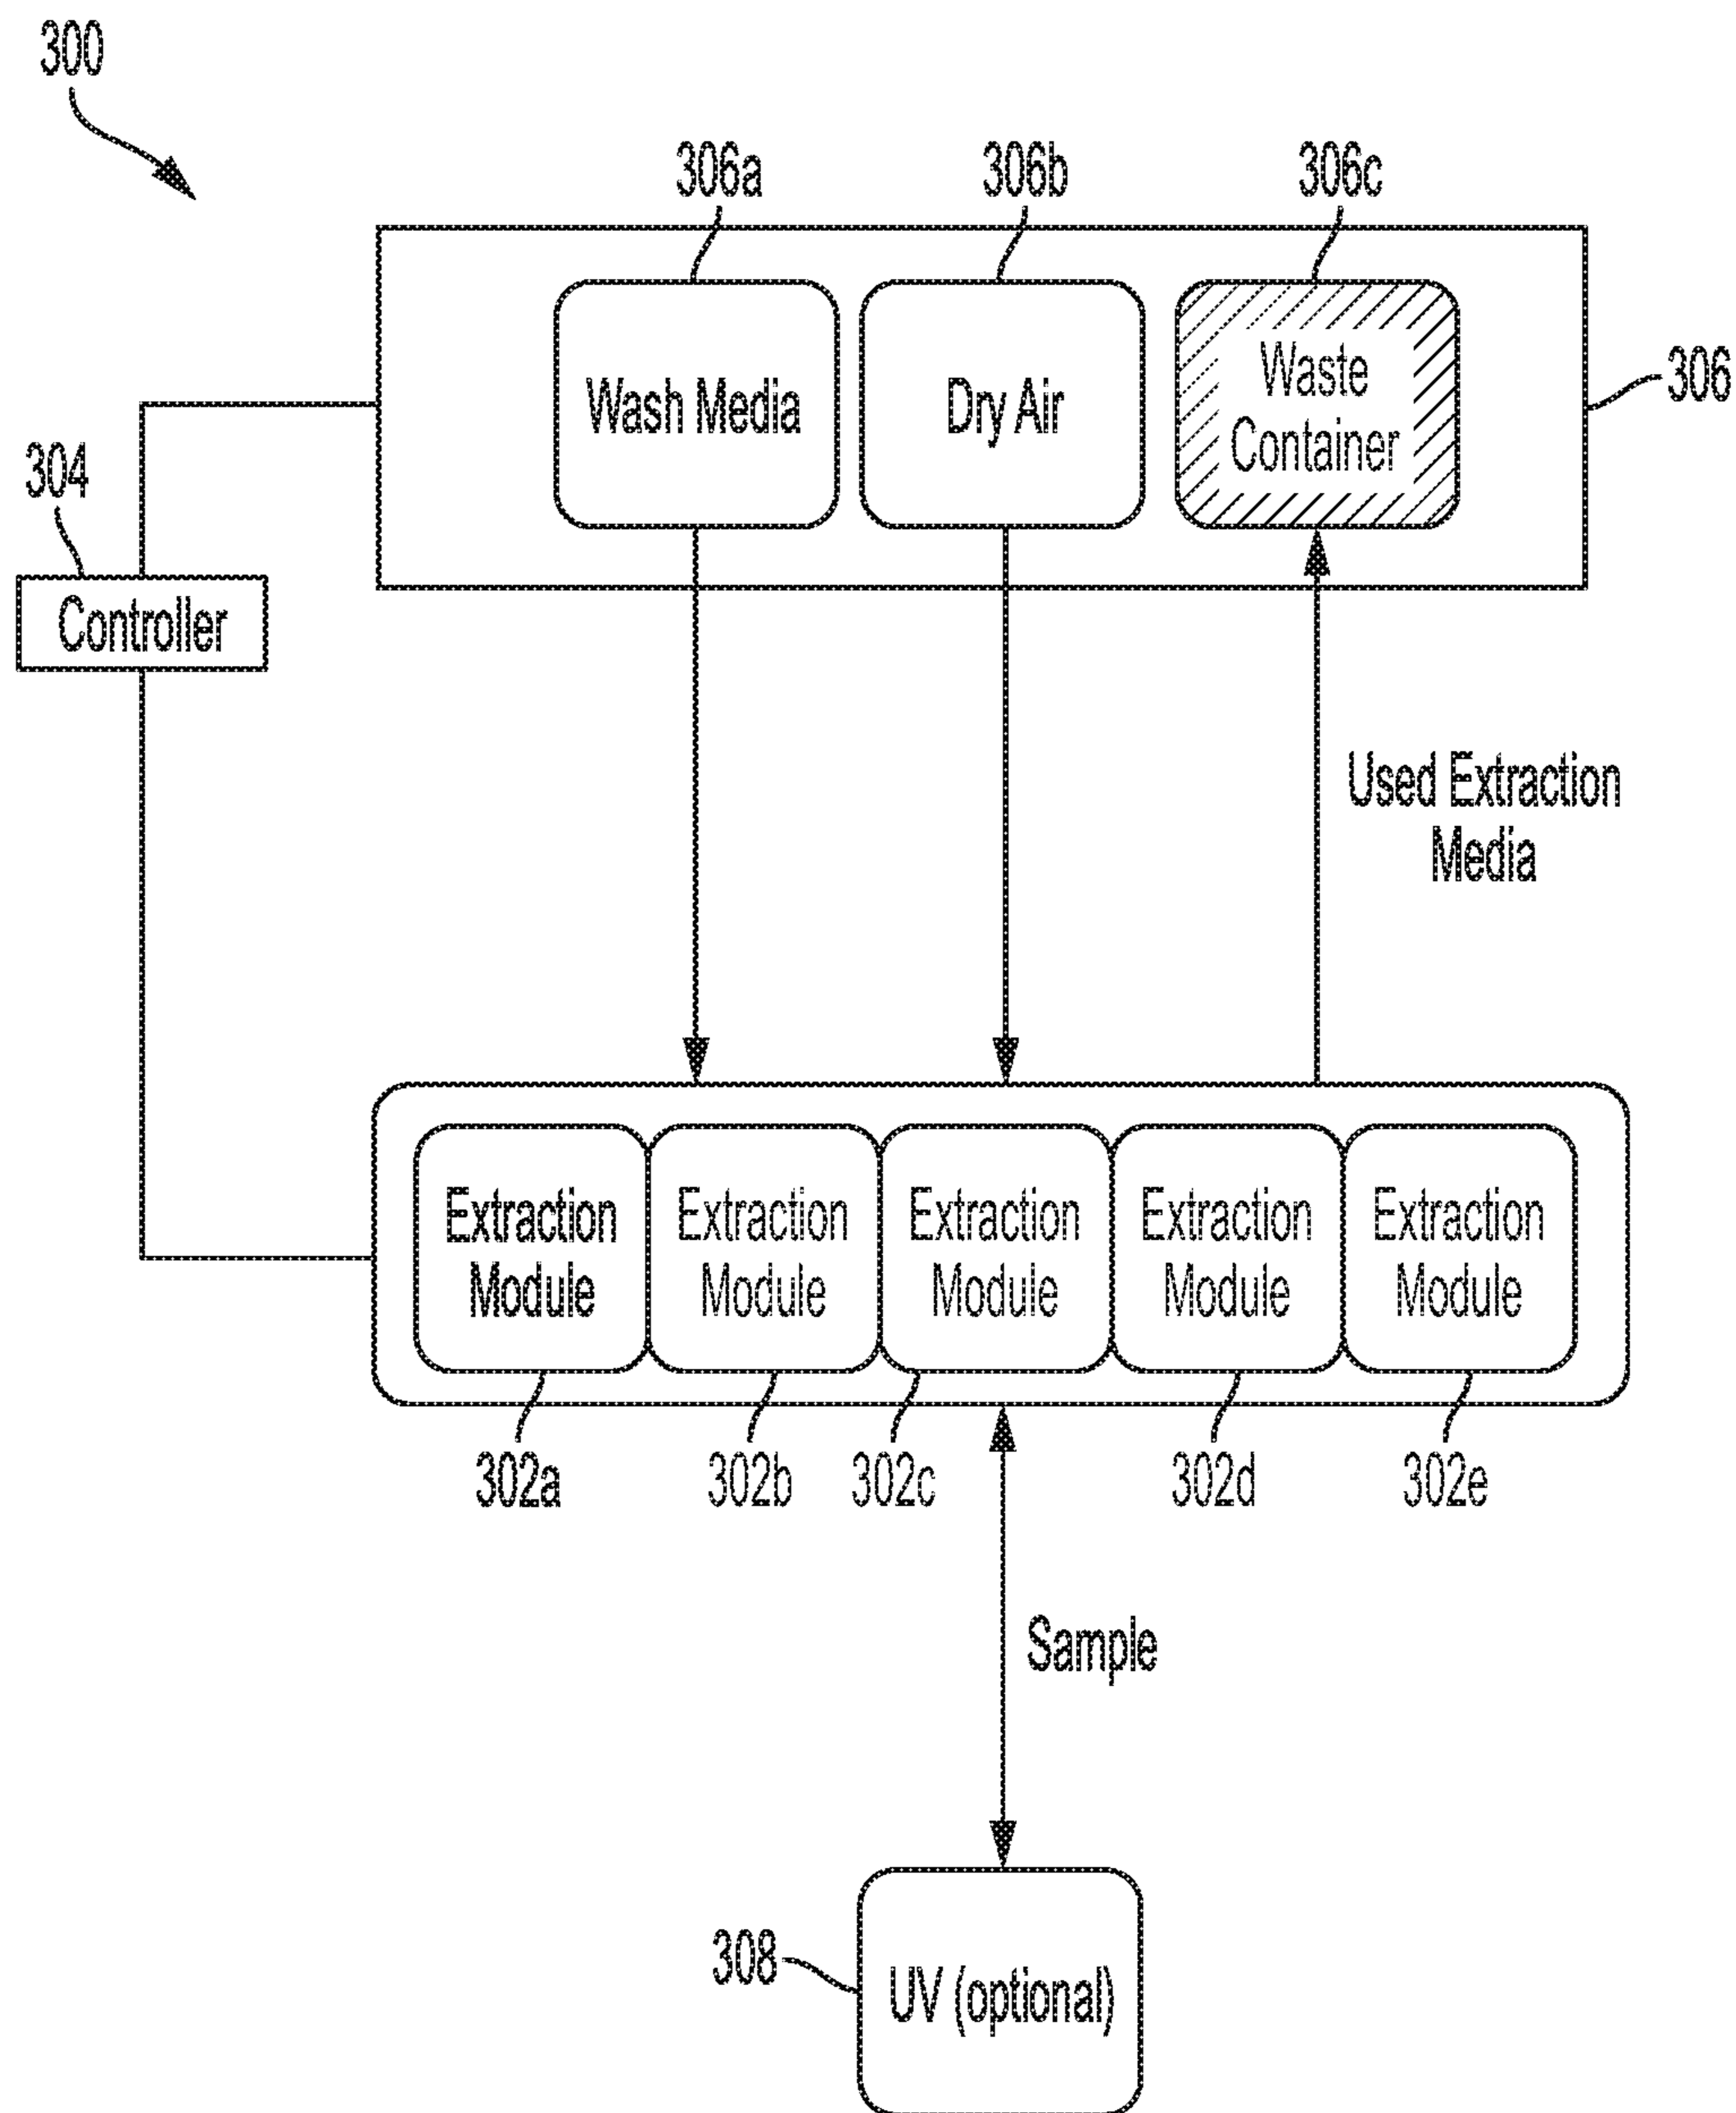 300
306a
306b
306c
Wash Media
Dry Air
Waste
Container
306
304
Controller
Used Extraction
Media
Extraction
Module
Extraction
Module
Extraction
Module
Extraction
Module
Extraction
Module
302a
302b
302c
302d
302e
Sample
308
UV (optional)